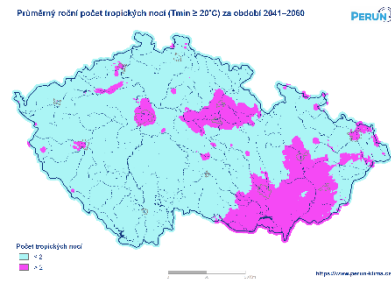 Průměrný roční počet tropických nocí (Tmin ≥ 20°C) za období 2041–2060
PERUN
Počet tropických nocí
< 2
> 2
https://www.perun-klima.cz